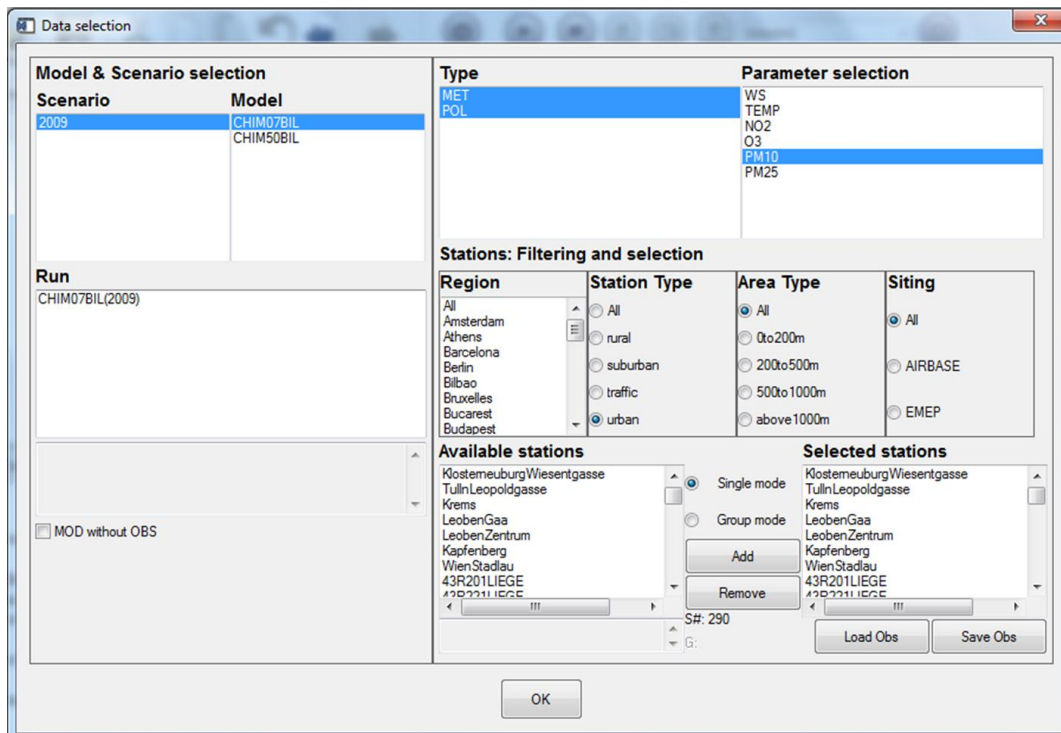 Data selection
Model & Scenario selection
Scenario Model
2009 CHIM07BIL
CHIM50BIL
Run
CHIM07BIL(2009)
MOD without OBS
Type Parameter selection
MET
POL
WS
TEMP
NO2
O3
PM10
PM25
Stations: Filtering and selection
Region
All
Amsterdam
Athens
Barcelona
Berlin
Bilbao
Bruxelles
Bucarest
Budapest
Station Type
All
rural
suburban
traffic
urban
Area Type
All
0to200m
200to500m
500to1000m
above1000m
Siting
All
AIRBASE
EMEP
Available stations
KlosterneuburgWiesentgasse
TullnLeopoldgasse
Krems
LeobenGaa
LeobenZentrum
Kapfenberg
WienStadlau
43R201LIEGE
43R221LIEGE
Single mode
Group mode
Add
Remove
S#: 290
G:
Selected stations
KlosterneuburgWiesentgasse
TullnLeopoldgasse
Krems
LeobenGaa
LeobenZentrum
Kapfenberg
WienStadlau
43R201LIEGE
43R221LIEGE
Load Obs
Save Obs
OK